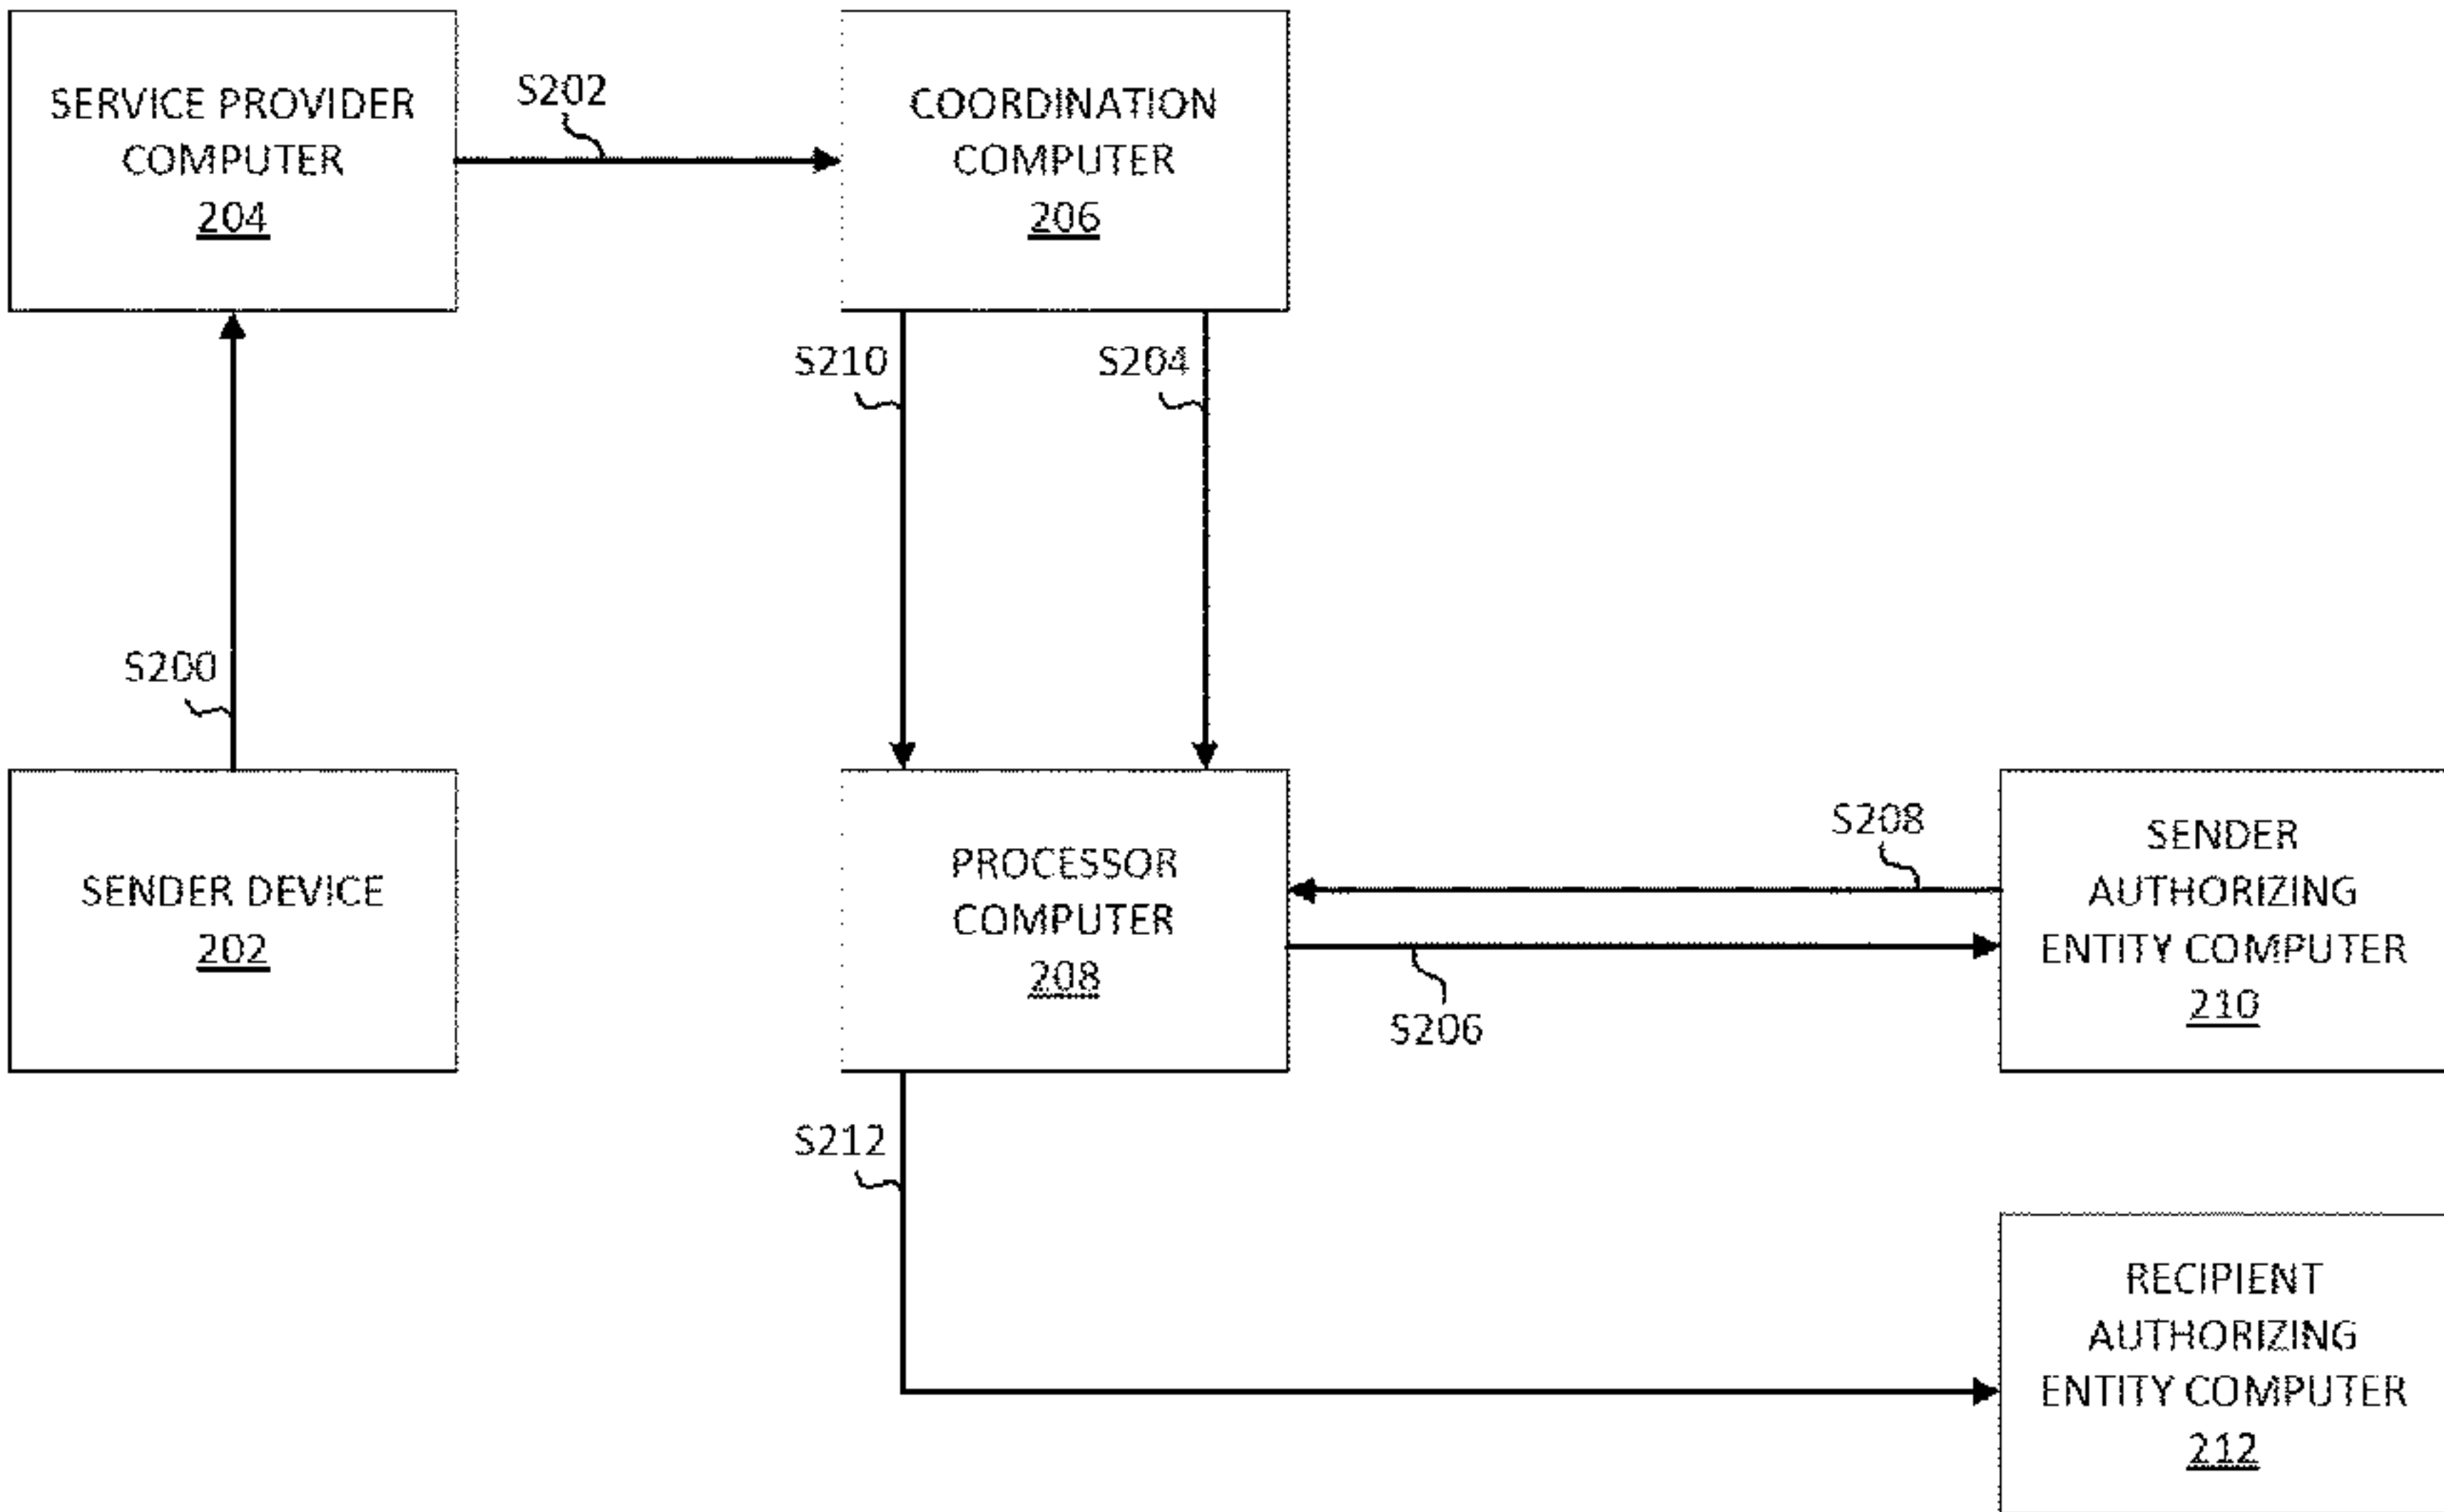 SERVICE PROVIDER
COMPUTER
204
S202
COORDINATION
COMPUTER
206
S210
S204
S200
SENDER DEVICE
202
PROCESSOR
COMPUTER
208
S208
S206
SENDER
AUTHORIZING
ENTITY COMPUTER
210
S212
RECIPIENT
AUTHORIZING
ENTITY COMPUTER
212